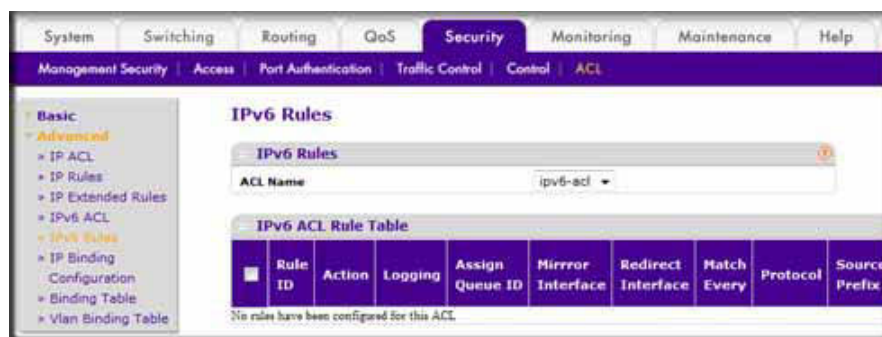 System Switching Routing QoS Security Monitoring Maintenance Help
Management Security Access Port Authentication Traffic Control Control ACL
Basic
Advanced
IP ACL
IP Rules
IP Extended Rules
IPv6 ACL
IPv6 Rules
IP Binding
Configuration
Binding Table
Vlan Binding Table
IPv6 Rules
IPv6 Rules
ACL Name ipv6-acl
IPv6 ACL Rule Table
Rule ID Action Logging Assign Queue ID Mirrror Interface Redirect Interface Match Every Protocol Source Prefix
No rules have been configured for this ACL